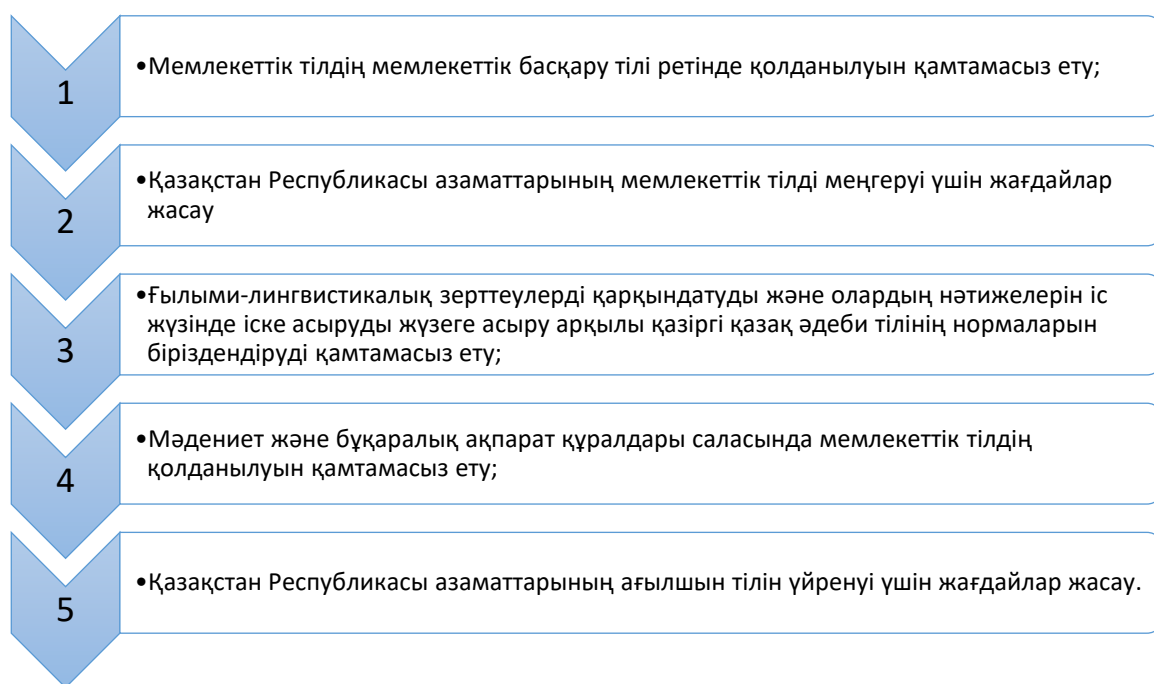 1
•Мемлекеттік тілдің мемлекеттік басқару тілі ретінде қолданылуын қамтамасыз ету;
2
•Қазақстан Республикасы азаматтарының мемлекеттік тілді меңгеруі үшін жағдайлар
жасау
3
•Ғылыми-лингвистикалық зерттеулерді қарқындатуды және олардың нәтижелерін іс
жүзінде іске асыруды жүзеге асыру арқылы қазіргі қазақ әдеби тілінің нормаларын
біріздендіруді қамтамасыз ету;
4
•Мәдениет және бұқаралық ақпарат құралдары саласында мемлекеттік тілдің
қолданылуын қамтамасыз ету;
5
•Қазақстан Республикасы азаматтарының ағылшын тілін үйренуі үшін жағдайлар жасау.